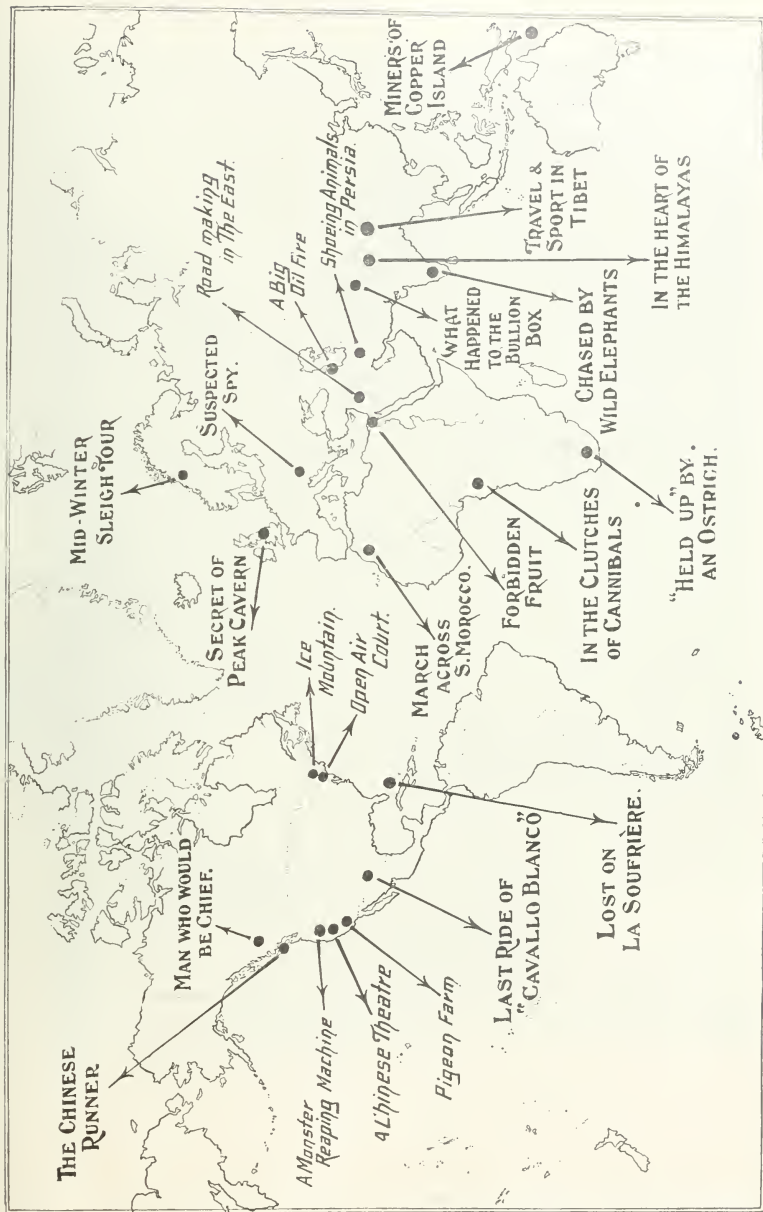 THE CHINESE
RUNNER
MAN WHO WOULD
BE CHIEF.
A Monster
Reaping Machine
A Chinese Theatre
Pigeon Farm
LAST RIDE OF
"CAVALLO BLANCO"
LOST ON
LA SOUFRIÈRE.
Ice
Mountain.
Open Air
Court.
MID-WINTER
SLEIGH TOUR
SECRET OF
PEAK CAVERN
SUSPECTED
SPY.
MARCH
ACROSS
S. MOROCCO.
FORBIDDEN
FRUIT
IN THE CLUTCHES
OF CANNIBALS
"HELD UP" BY
AN OSTRICH.
Road making
in The East.
A Big
Oil Fire
Shoeing Animals
in Persia.
WHAT
HAPPENED
TO THE
BULLION
BOX
CHASED BY
WILD ELEPHANTS
IN THE HEART OF
THE HIMALAYAS
TRAVEL &
SPORT IN
TIBET
MINERS OF
COPPER
ISLAND